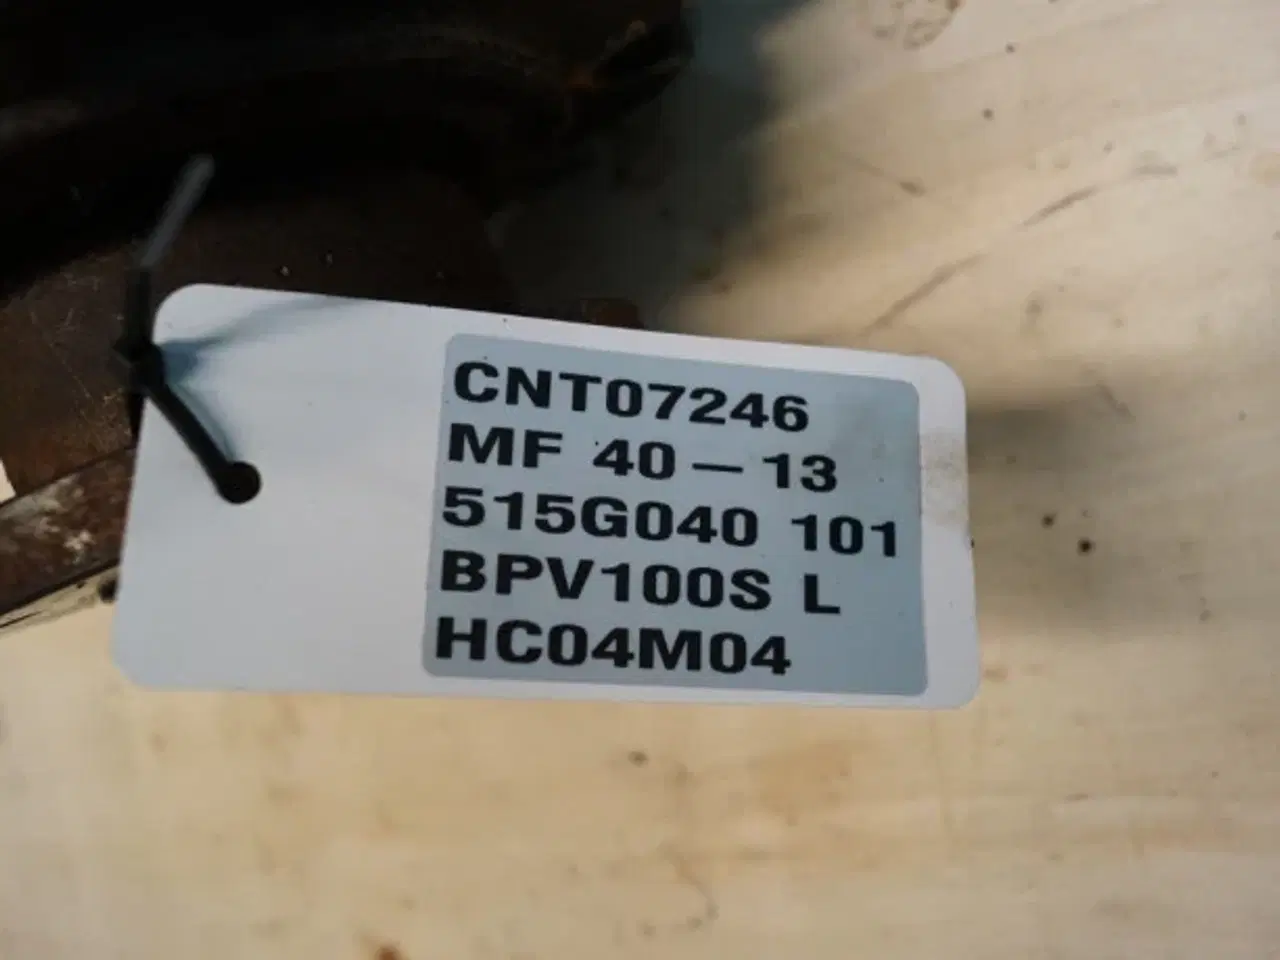 CNT07246
MF 40 – 13
515G040 101
BPV100S L
HC04M04